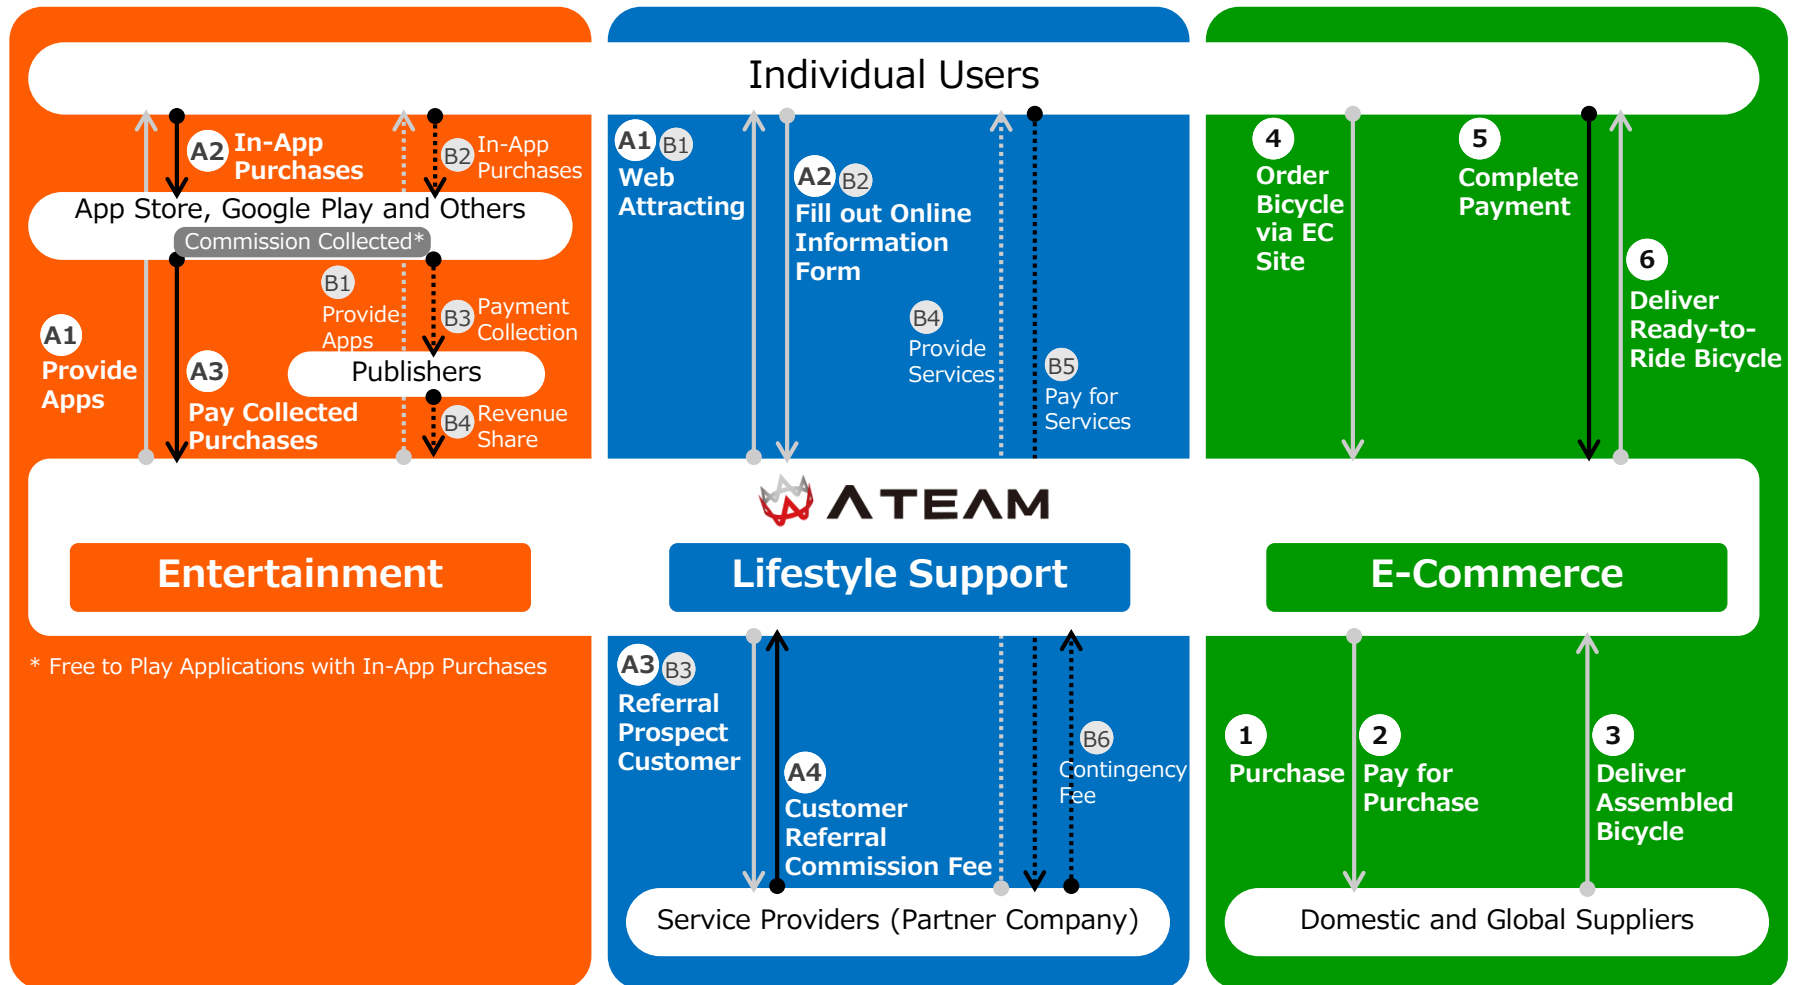 Individual Users
A2
In-App
Purchases
B2
In-App
Purchases
App Store, Google Play and Others
Commission Collected*
A1
Provide
Apps
A3
Pay Collected
Purchases
B1
Provide
Apps
B3
Payment
Collection
Publishers
B4
Revenue
Share
A1 B1
Web
Attracting
A2 B2
Fill out Online
Information
Form
B4
Provide
Services
B5
Pay for
Services
4
Order
Bicycle
via EC
Site
5
Complete
Payment
6
Deliver
Ready-to-
Ride Bicycle
ATEAM
Entertainment
Lifestyle Support
E-Commerce
* Free to Play Applications with In-App Purchases
A3 B3
Referral
Prospect
Customer
A4
Customer
Referral
Commission Fee
B6
Contingency
Fee
Service Providers (Partner Company)
1
Purchase
2
Pay for
Purchase
3
Deliver
Assembled
Bicycle
Domestic and Global Suppliers